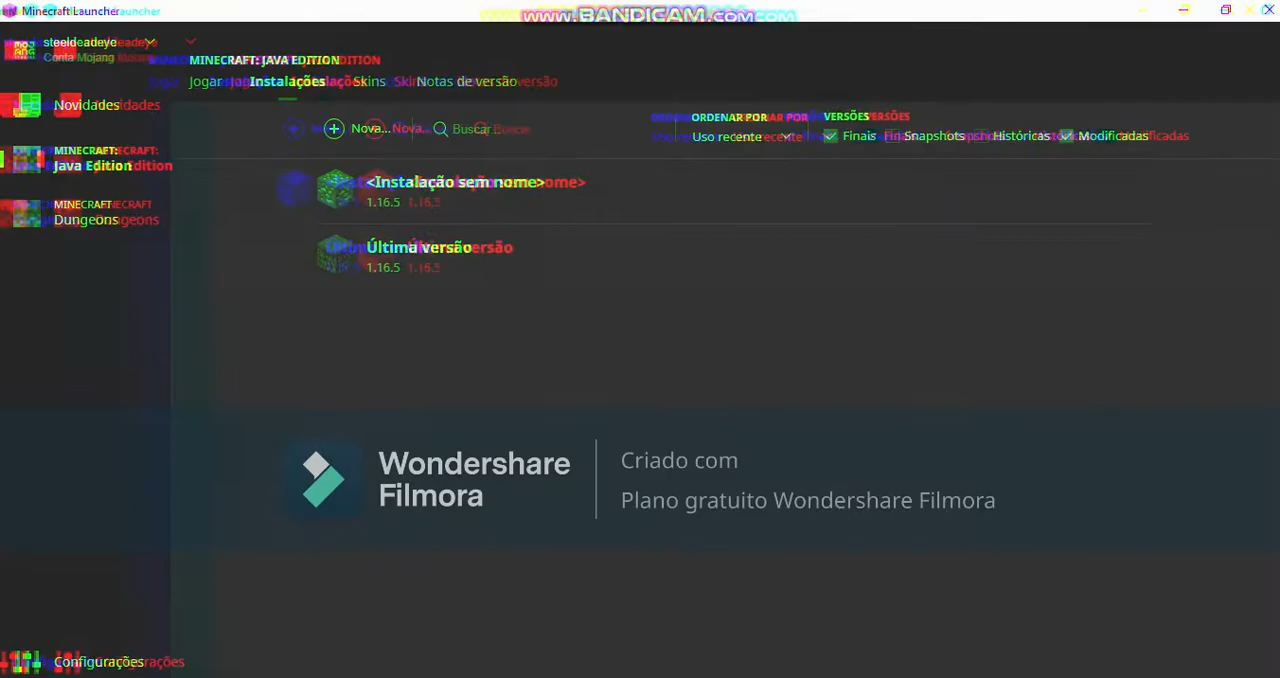 Minecraft Launcher
www.BANDICAM.com
steeldeadeye
Conta Mojang
MINECRAFT: JAVA EDITION
Jogar Instalações Skins Notas de versão
Novidades
Nova... Buscar...
ORDENAR POR
Uso recente
VERSÕES
Finais Snapshots Históricas Modificadas
MINECRAFT:
Java Edition
<Instalação sem nome>
1.16.5
MINECRAFT
Dungeons
Última versão
1.16.5
Wondershare
Filmora
Criado com
Plano gratuito Wondershare Filmora
Configurações